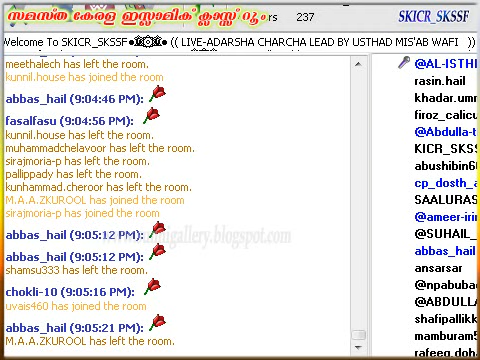 സമസ്ത കേരള ഇസ്ലാമിക് ക്ലാസ്സ് റൂം rs 237 SKICR_SKSSF
Welcome To SKICR_SKSSF (( LIVE-ADARSHA CHARCHA LEAD BY USTHAD MIS'AB WAFI ))
meethalech has left the room.
kunnil.house has joined the room
abbas_hail (9:04:46 PM):
fasalfasu (9:04:56 PM):
kunnil.house has left the room.
muhammadchelavoor has left the room.
sirajmoria-p has left the room.
pallippady has left the room.
kunhammad.cheroor has left the room.
M.A.A.ZKUROOL has joined the room
sirajmoria-p has joined the room
abbas_hail (9:05:12 PM):
abbas_hail (9:05:12 PM):
shamsu333 has left the room.
chokli-10 (9:05:16 PM):
uvais460 has joined the room
abbas_hail (9:05:21 PM):
M.A.A.ZKUROOL has left the room.
@AL-ISTH
rasin.hail
khadar.umr
firoz_calicu
@Abdulla-t
KICR_SKSS
abushibin6
cp_dosth_a
SAALURAS
@ameer-irin
@SUHAIL_
abbas_hail
ansarsar
@npabubac
@ABDULLA
shafipallikk
mamburam5
rafeeq.doh